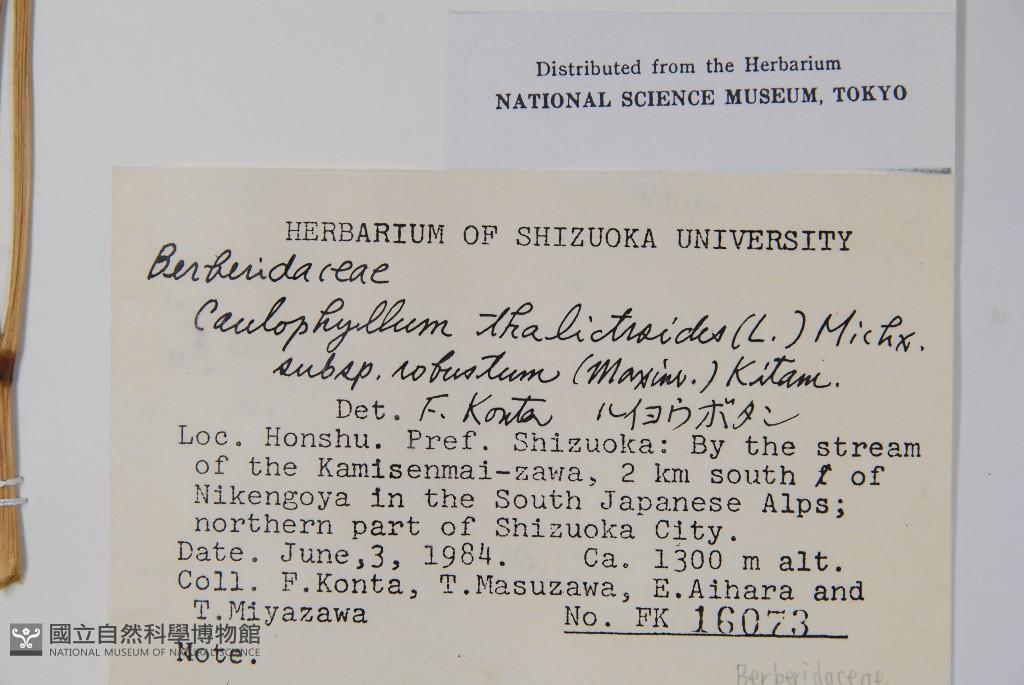 Distributed from the Herbarium
NATIONAL SCIENCE MUSEUM, TOKYO
HERBARIUM OF SHIZUOKA UNIVERSITY
Berberidaceae
Caulophyllum thalictroides (L.) Michx.
subsp. robustum (Maxim.) Kitam.
Det. F. Konta ルイヨウボタン
Loc. Honshu. Pref. Shizuoka: By the stream
of the Kamisenmai-zawa, 2 km south of
Nikengoya in the South Japanese Alps;
northern part of Shizuoka City.
Date. June,3, 1984. Ca. 1300 m alt.
Coll. F.Konta, T.Masuzawa, E.Aihara and
T.Miyazawa No. FK 16073
Note.
Berberidaceae
國立自然科學博物館
NATIONAL MUSEUM OF NATURAL SCIENCE